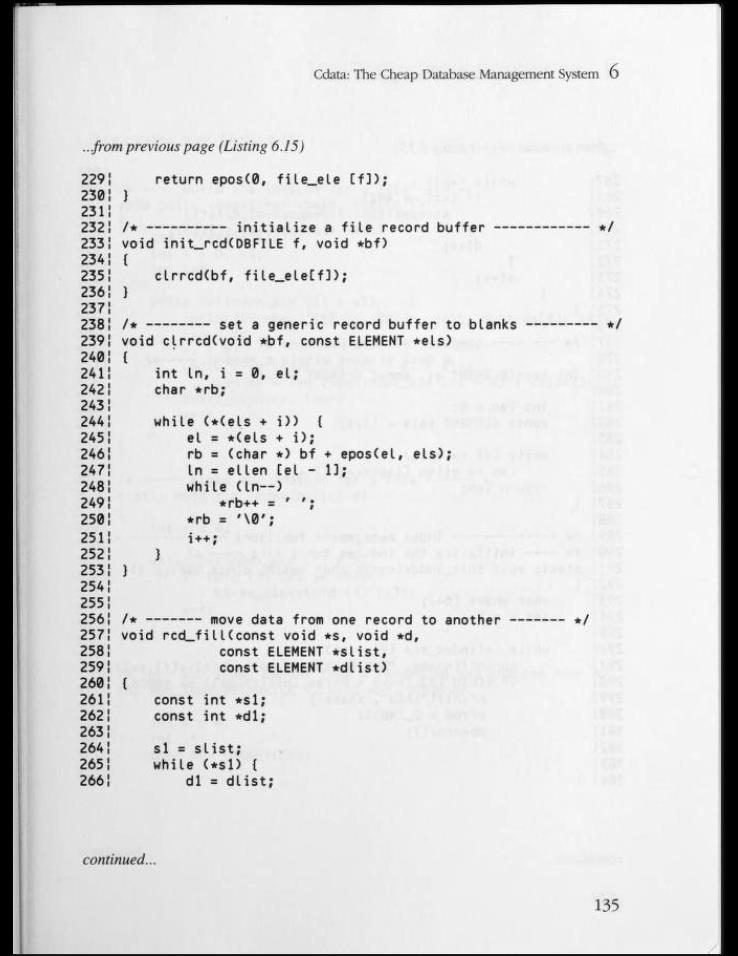 Cdata: The Cheap Database Management System 6
...from previous page (Listing 6.15)
229¦     return epos(0, file_ele [f]);
230¦ }
231¦
232¦ /* ----------- initialize a file record buffer ------------ */
233¦ void init_rcd(DBFILE f, void *bf)
234¦ {
235¦     clrrcd(bf, file_ele[f]);
236¦ }
237¦
238¦ /* -------- set a generic record buffer to blanks --------- */
239¦ void clrrcd(void *bf, const ELEMENT *els)
240¦ {
241¦     int ln, i = 0, el;
242¦     char *rb;
243¦
244¦     while (*(els + i))  {
245¦         el = *(els + i);
246¦         rb = (char *) bf + epos(el, els);
247¦         ln = ellen [el - 1];
248¦         while (ln--)
249¦             *rb++ = ' ';
250¦         *rb = '\0';
251¦         i++;
252¦     }
253¦ }
254¦
255¦
256¦ /* ------- move data from one record to another ------- */
257¦ void rcd_fill(const void *s, void *d,
258¦             const ELEMENT *slist,
259¦             const ELEMENT *dlist)
260¦ {
261¦     const int *s1;
262¦     const int *d1;
263¦
264¦     s1 = slist;
265¦     while (*s1) {
266¦         d1 = dlist;
continued...
135